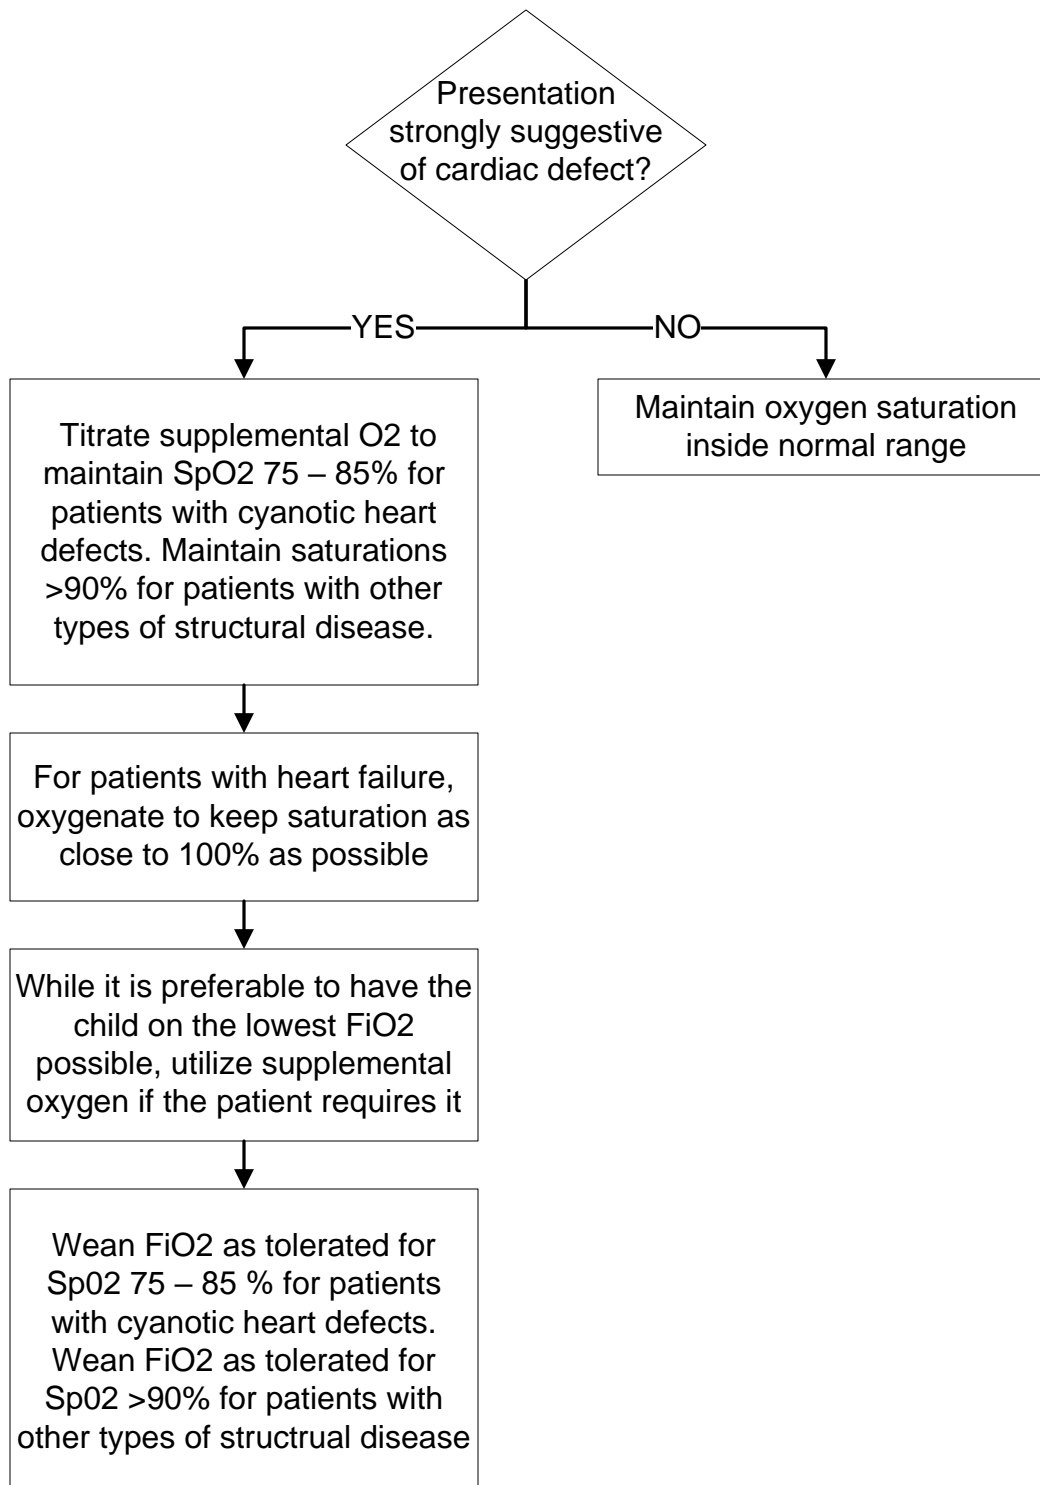 Presentation
strongly suggestive
of cardiac defect?
YES
NO
Titrate supplemental O2 to
maintain SpO2 75 – 85% for
patients with cyanotic heart
defects. Maintain saturations
>90% for patients with other
types of structural disease.
Maintain oxygen saturation
inside normal range
For patients with heart failure,
oxygenate to keep saturation as
close to 100% as possible
While it is preferable to have the
child on the lowest FiO2
possible, utilize supplemental
oxygen if the patient requires it
Wean FiO2 as tolerated for
Sp02 75 – 85 % for patients
with cyanotic heart defects.
Wean FiO2 as tolerated for
Sp02 >90% for patients with
other types of structrual disease